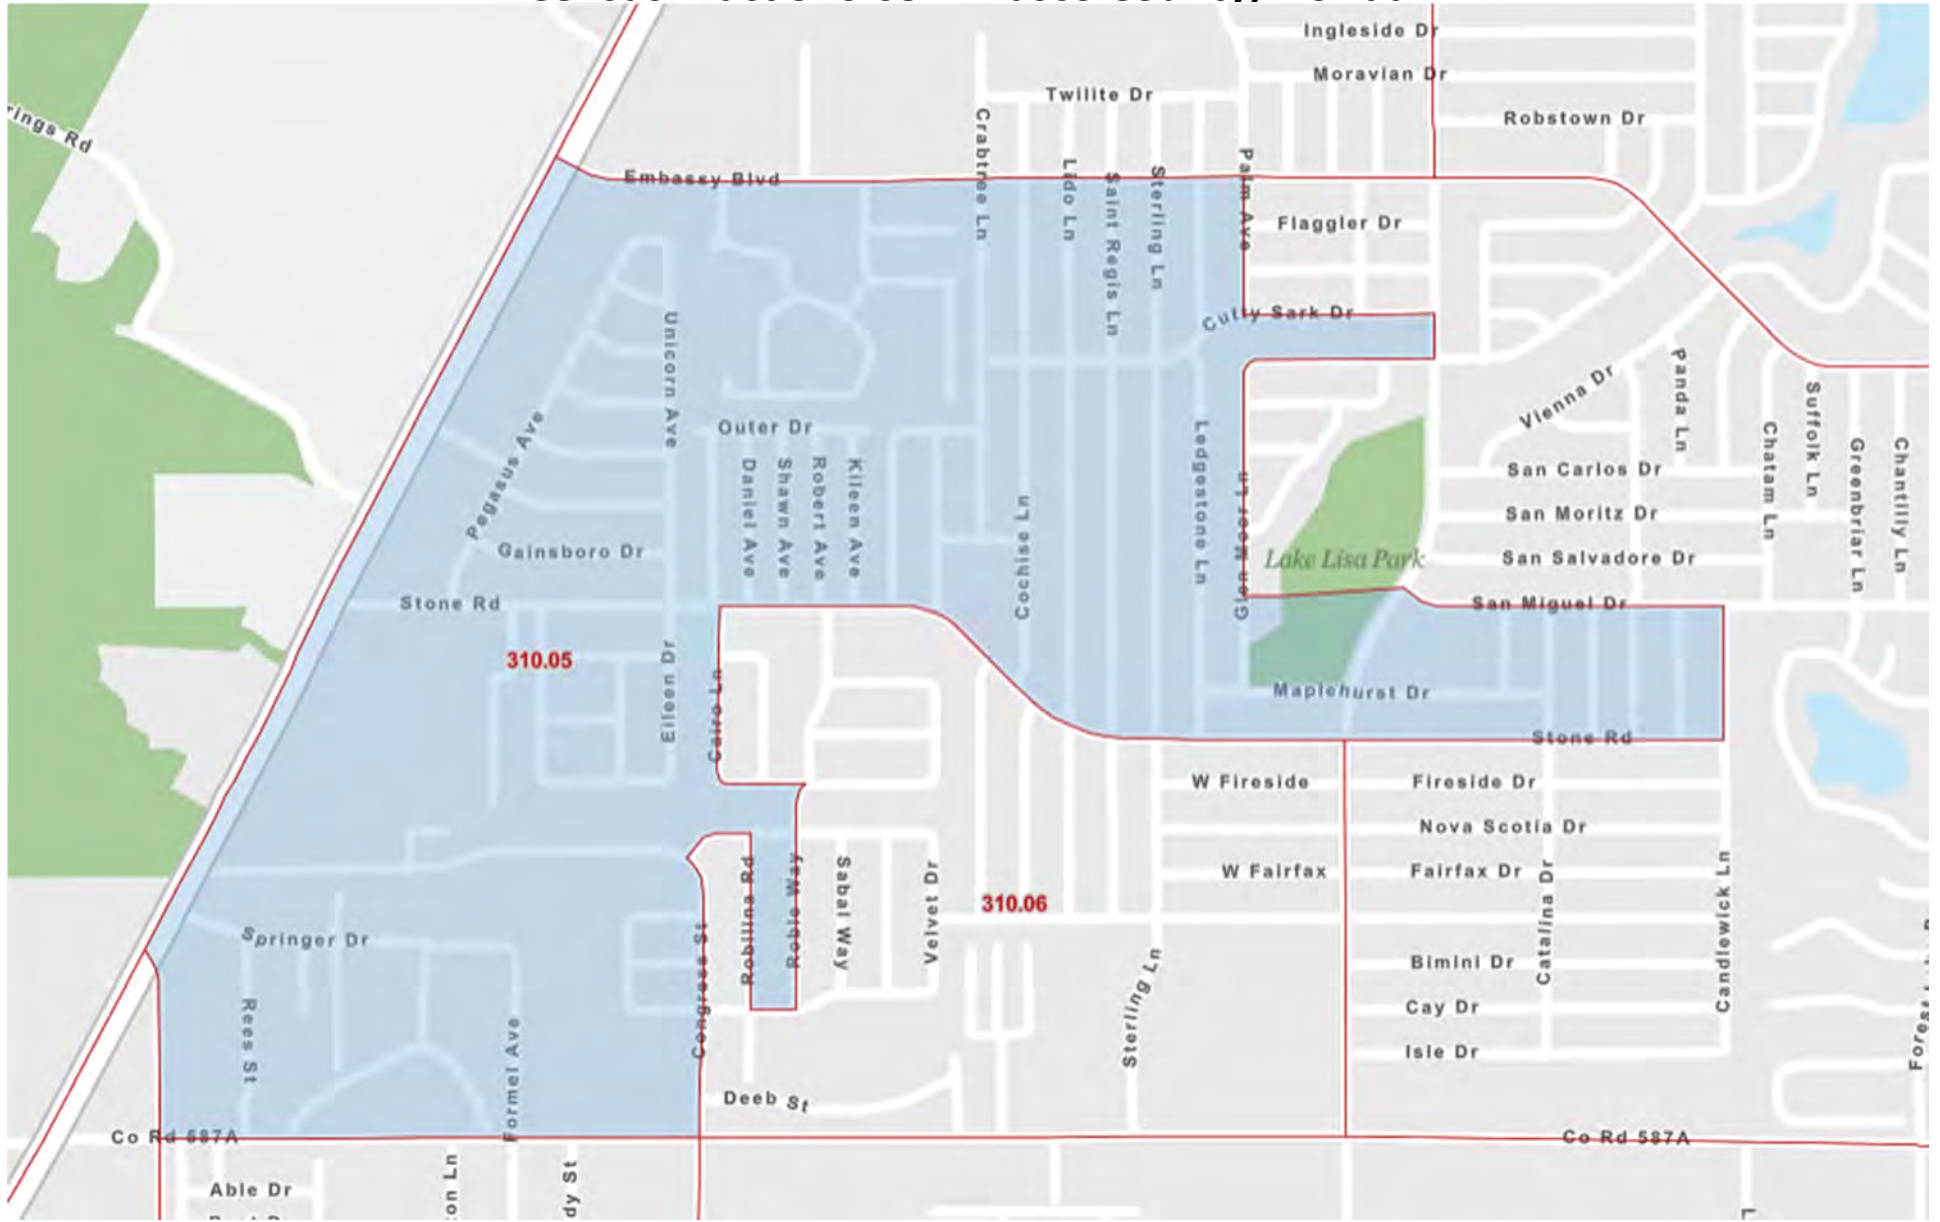 Ingleside Dr
Moravian Dr
Twilite Dr
Robstown Dr
rings Rd
Crabtree Ln
Embassy Blvd
Lido Ln
Saint Regis Ln
Sterling Ln
Palm Ave
Flaggler Dr
Cutty Sark Dr
Unicorn Ave
Vienna Dr
Panda Ln
Suffolk Ln
Pegasus Ave
Outer Dr
Ledgestone Ln
Chatam Ln
Greenbriar Ln
Chantilly Ln
Daniel Ave
Shawn Ave
Robert Ave
Kileen Ave
San Carlos Dr
San Moritz Dr
Cochise Ln
Gainsboro Dr
Lake Lisa Park
San Salvadore Dr
Stone Rd
San Miguel Dr
310.05
Eileen Dr
Cairo Ln
Maplehurst Dr
Stone Rd
W Fireside
Fireside Dr
Nova Scotia Dr
Robilina Rd
Roble Way
Sabal Way
Velvet Dr
W Fairfax
Fairfax Dr
Catalina Dr
Candlewick Ln
310.06
Springer Dr
Congress St
Sterling Ln
Bimini Dr
Cay Dr
Rees St
Formel Ave
Isle Dr
Deeb St
Co Rd 587A
Co Rd 587A
Able Dr
ton Ln
dy St